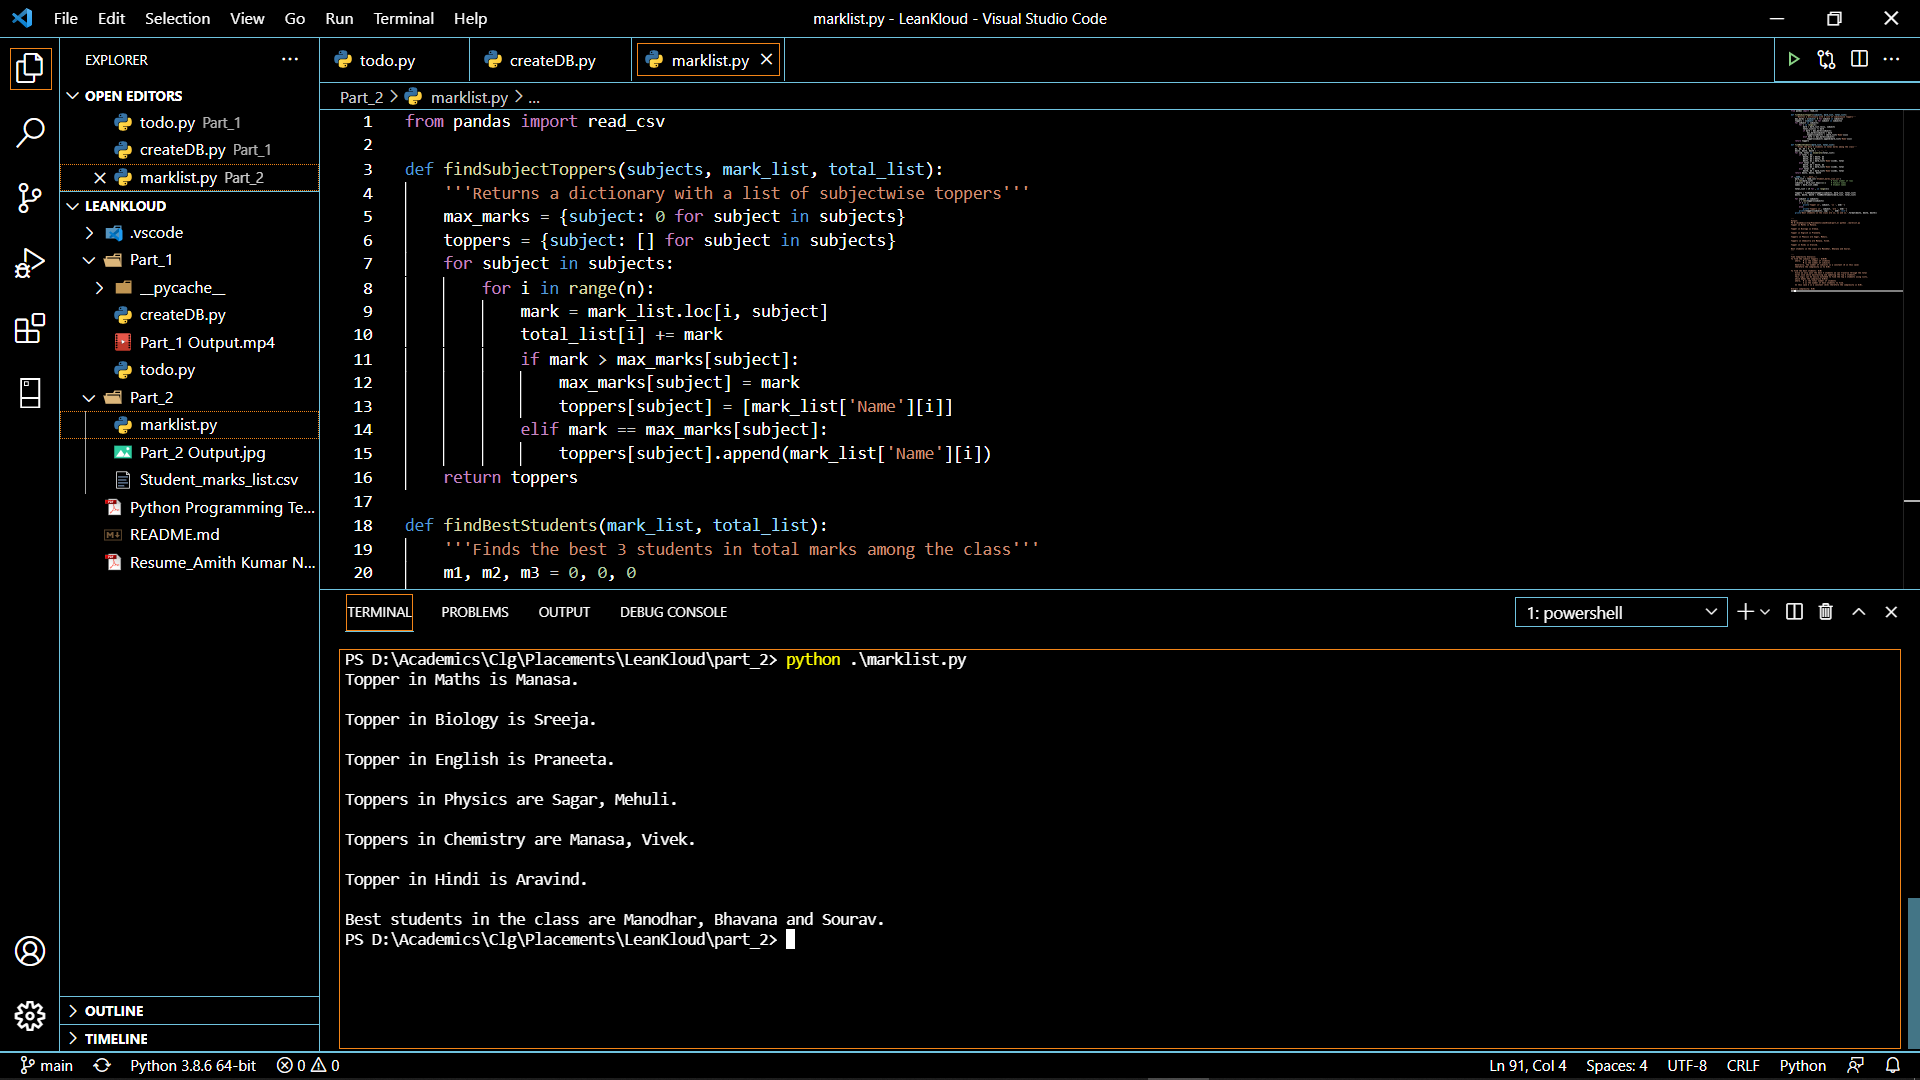 File Edit Selection View Go Run Terminal Help
marklist.py - LeanKloud - Visual Studio Code
EXPLORER
OPEN EDITORS
todo.py Part_1
createDB.py Part_1
marklist.py Part_2
LEANKLOUD
.vscode
Part_1
__pycache__
createDB.py
Part_1 Output.mp4
todo.py
Part_2
marklist.py
Part_2 Output.jpg
Student_marks_list.csv
Python Programming Te...
README.md
Resume_Amith Kumar N...
OUTLINE
TIMELINE
todo.py createDB.py marklist.py
Part_2 > marklist.py > ...
1 from pandas import read_csv
2
3 def findSubjectToppers(subjects, mark_list, total_list):
4 '''Returns a dictionary with a list of subjectwise toppers'''
5 max_marks = {subject: 0 for subject in subjects}
6 toppers = {subject: [] for subject in subjects}
7 for subject in subjects:
8 for i in range(n):
9 mark = mark_list.loc[i, subject]
10 total_list[i] += mark
11 if mark > max_marks[subject]:
12 max_marks[subject] = mark
13 toppers[subject] = [mark_list['Name'][i]]
14 elif mark == max_marks[subject]:
15 toppers[subject].append(mark_list['Name'][i])
16 return toppers
17
18 def findBestStudents(mark_list, total_list):
19 '''Finds the best 3 students in total marks among the class'''
20 m1, m2, m3 = 0, 0, 0
TERMINAL PROBLEMS OUTPUT DEBUG CONSOLE
1: powershell
PS D:\Academics\Clg\Placements\LeanKloud\part_2> python .\marklist.py
Topper in Maths is Manasa.
Topper in Biology is Sreeja.
Topper in English is Praneeta.
Toppers in Physics are Sagar, Mehuli.
Toppers in Chemistry are Manasa, Vivek.
Topper in Hindi is Aravind.
Best students in the class are Manodhar, Bhavana and Sourav.
PS D:\Academics\Clg\Placements\LeanKloud\part_2>
main Python 3.8.6 64-bit 0 0 Ln 91, Col 4 Spaces: 4 UTF-8 CRLF Python